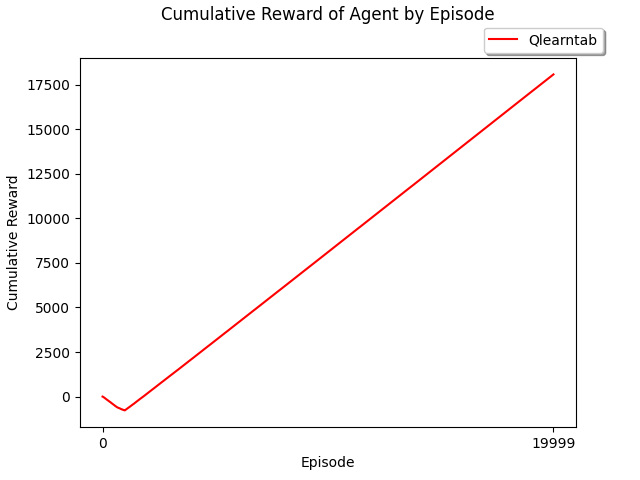 Cumulative Reward of Agent by Episode
Qlearntab
17500
15000
12500
10000
7500
5000
2500
0
Cumulative Reward
0 19999
Episode